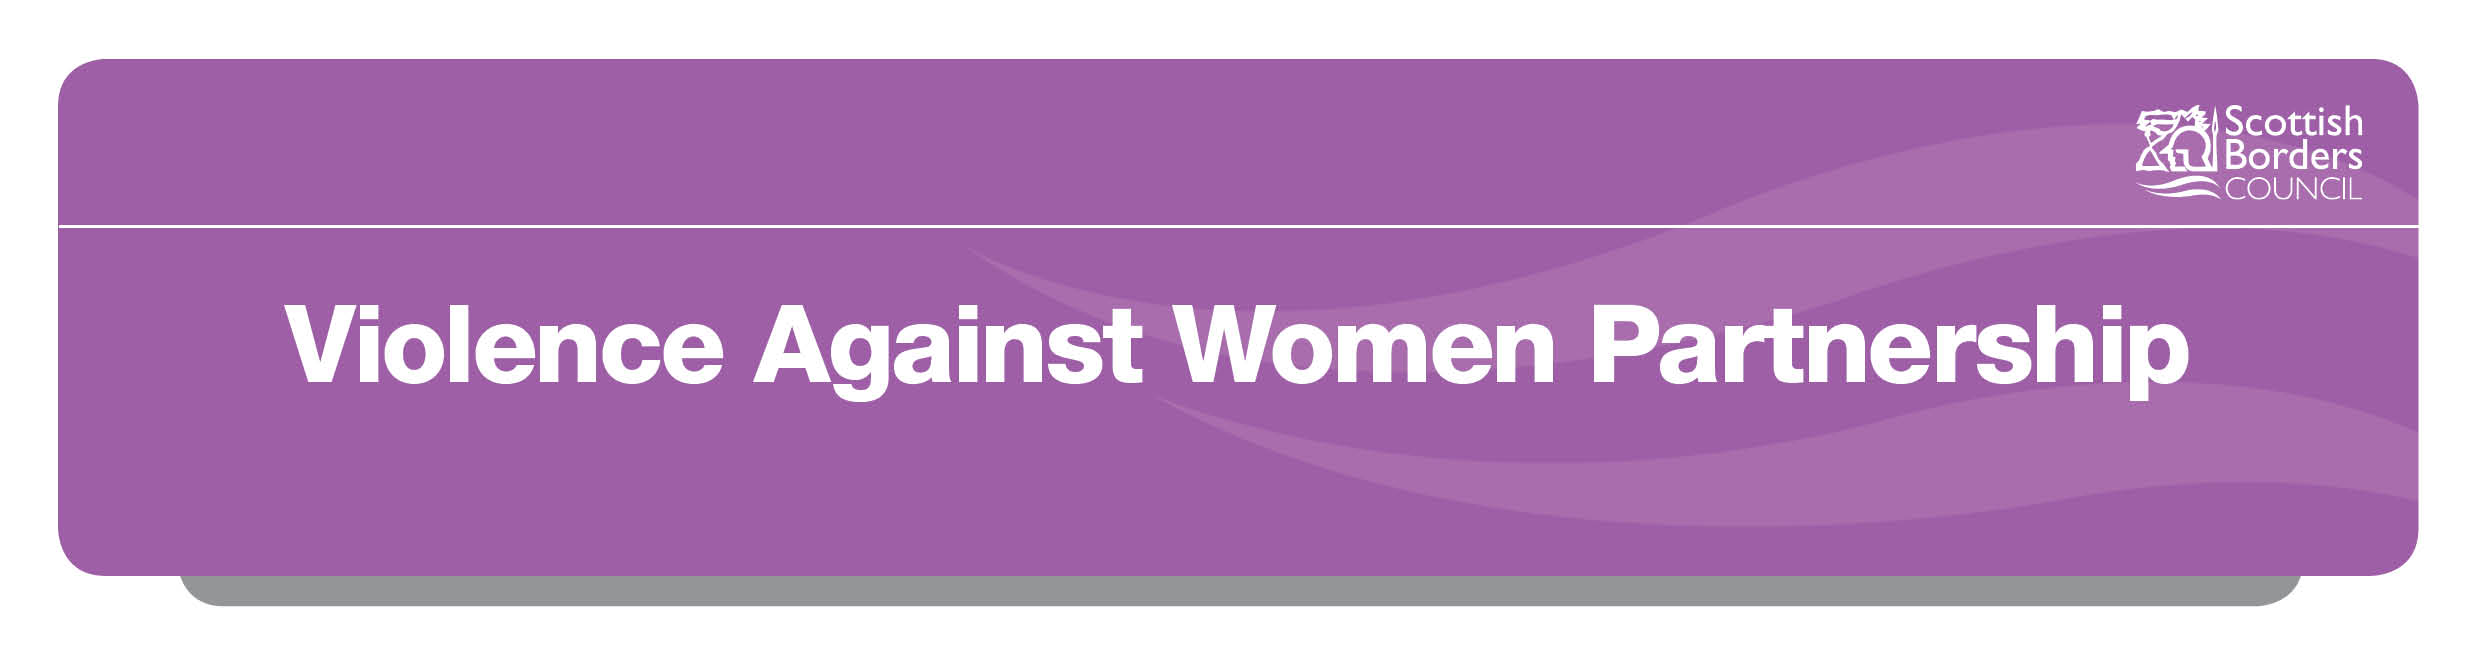 Scottish
Borders
COUNCIL
Violence Against Women Partnership